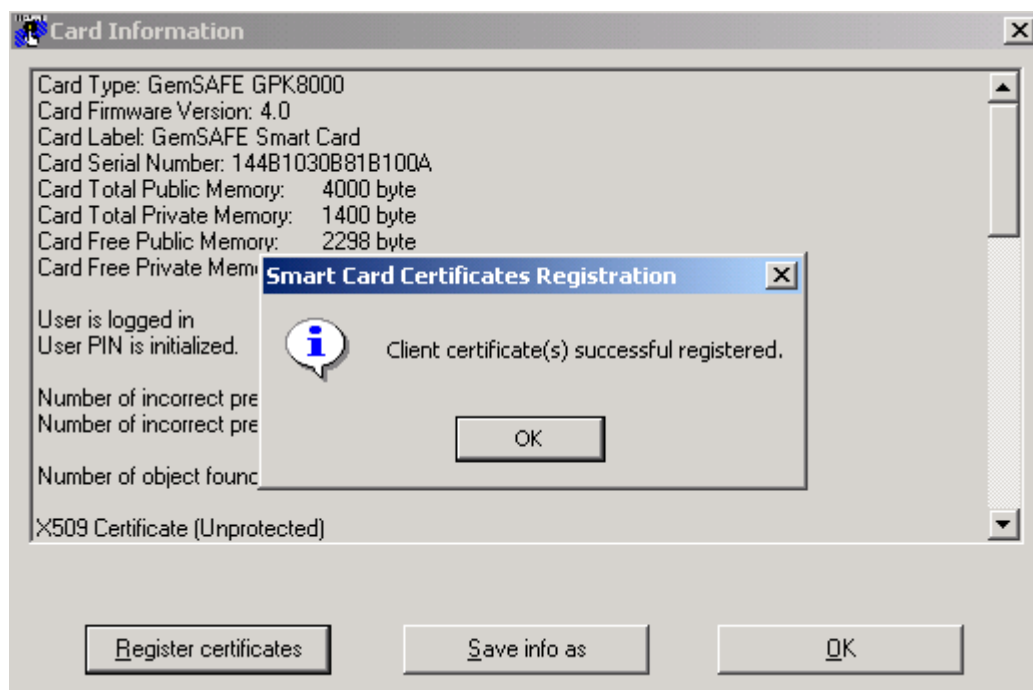 Card Information
Card Type: GemSAFE GPK8000
Card Firmware Version: 4.0
Card Label: GemSAFE Smart Card
Card Serial Number: 144B1030B81B100A
Card Total Public Memory: 4000 byte
Card Total Private Memory: 1400 byte
Card Free Public Memory: 2298 byte
Card Free Private
Smart Card Certificates Registration
User is logged in
User PIN is initialized.
Client certificate(s) successful registered.
Number of incorrect
Number of incorrect
OK
Number of object
X509 Certificate (Unprotected)
Register certificates
Save info as
OK